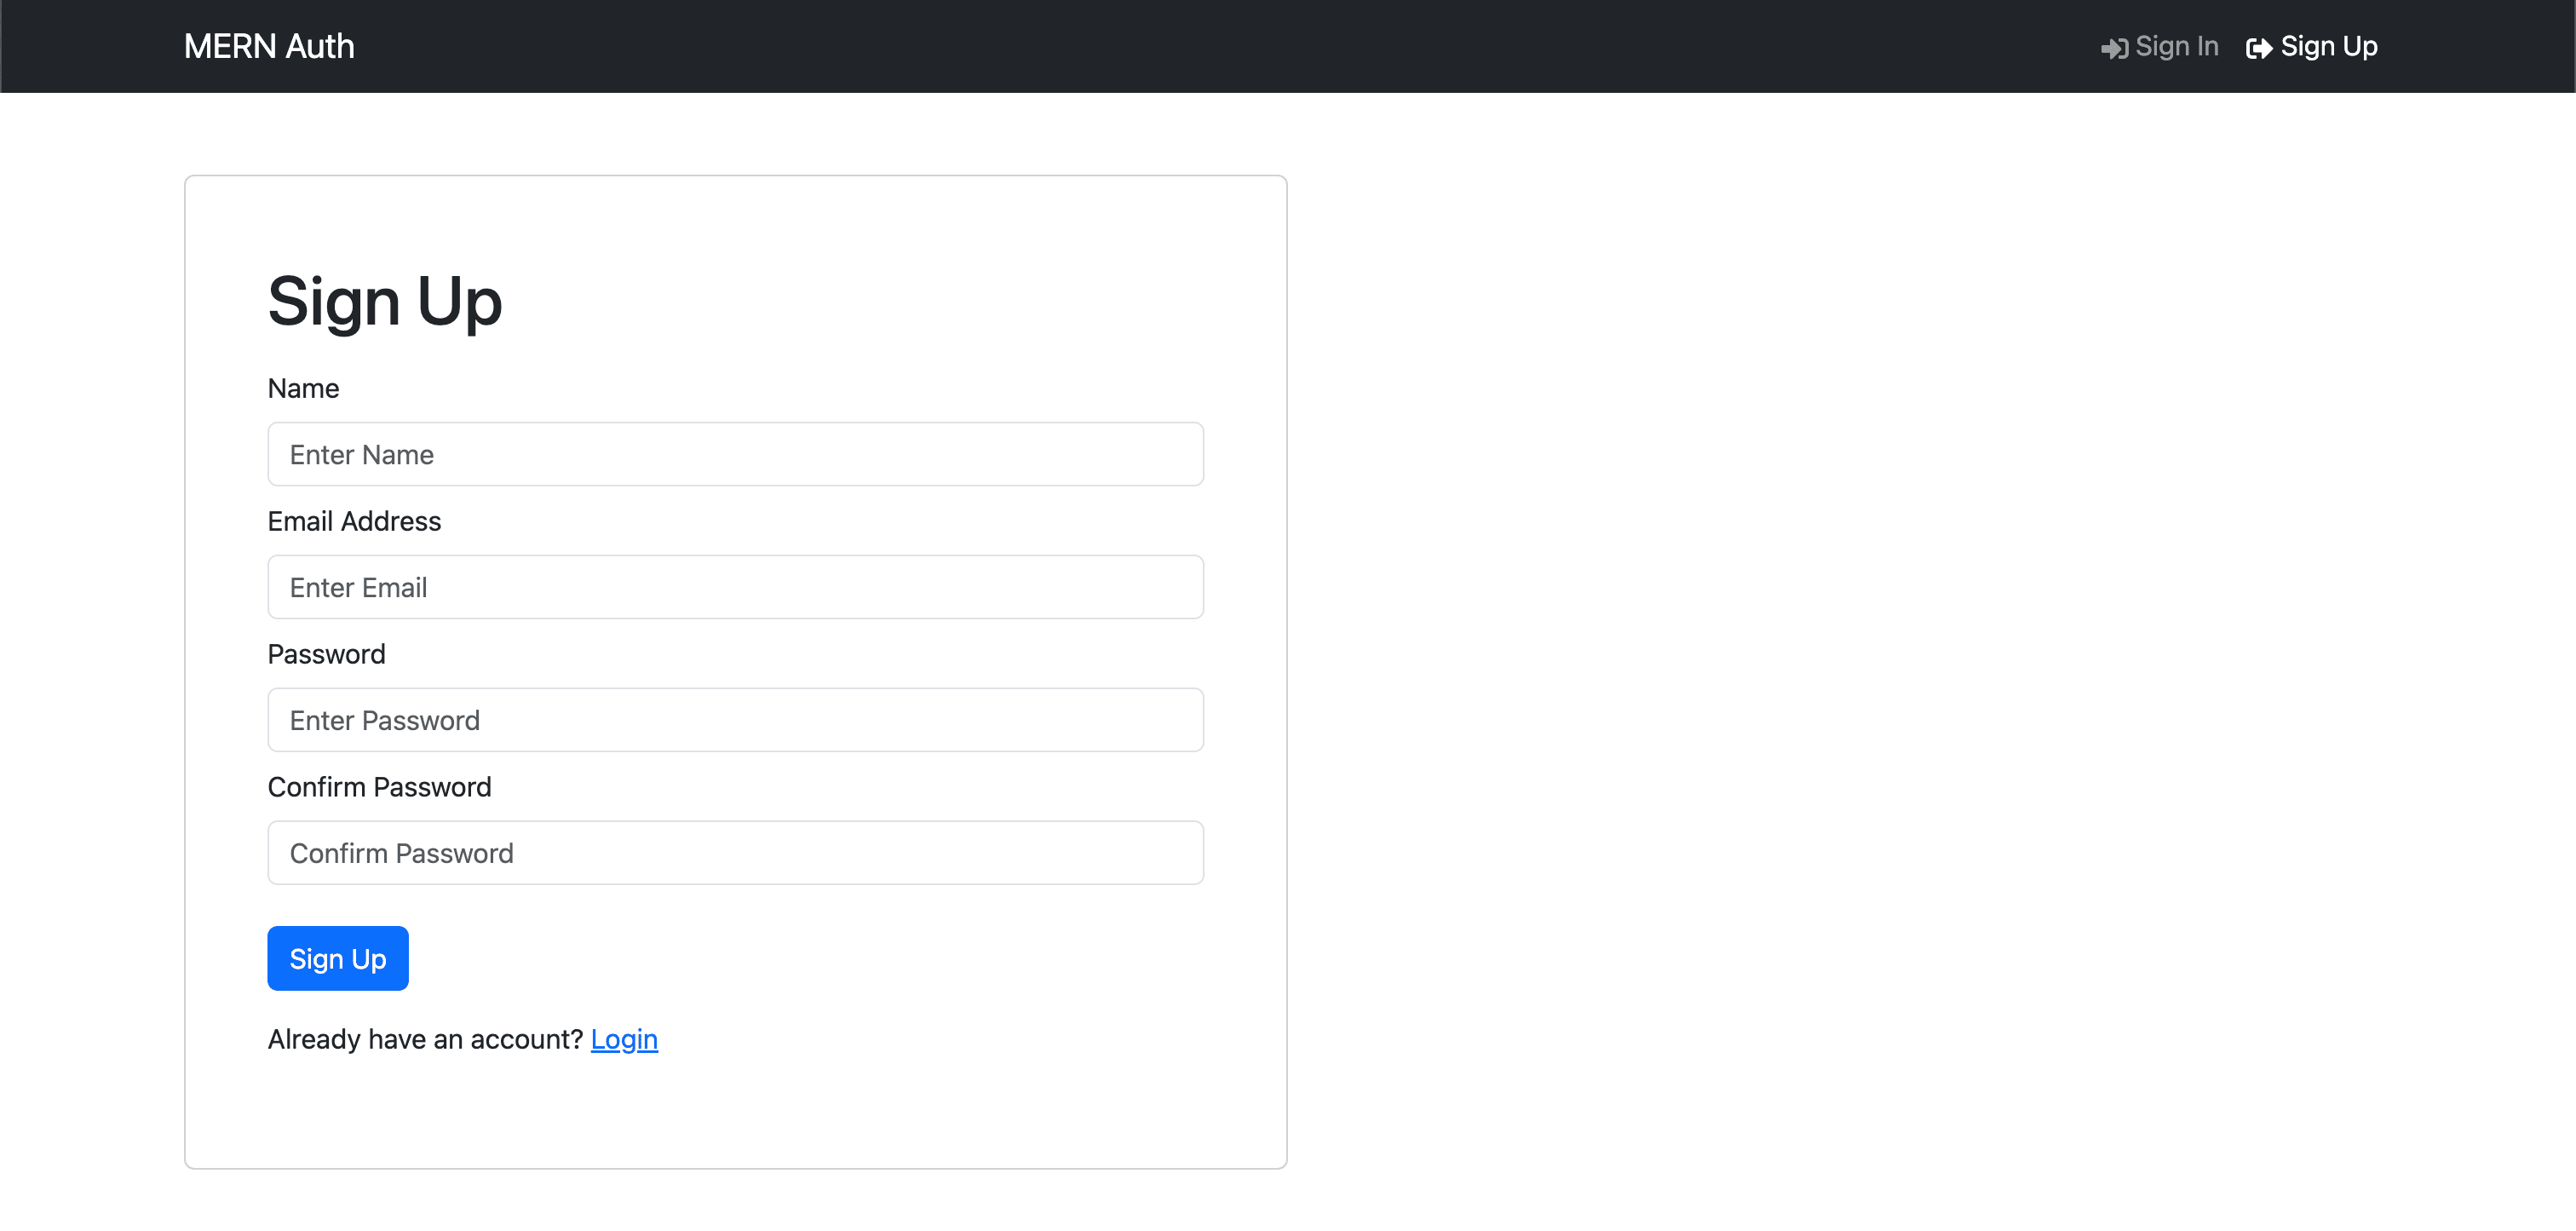 MERN Auth
Sign In
Sign Up
Sign Up
Name
Enter Name
Email Address
Enter Email
Password
Enter Password
Confirm Password
Confirm Password
Sign Up
Already have an account? Login